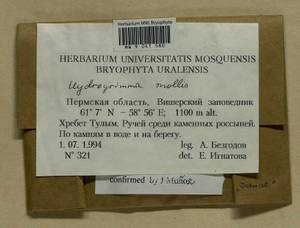 Herbarium MW, Bryophyta
MW 9041560
HERBARIUM UNIVERSITATIS MOSQUENSIS
BRYOPHYTA URALENSIS
Hydrogrimmia mollis
Пермская область, Вишерский заповедник
61° 7' N - 58° 56' E; 1100 m alt.
Хребет Тулым. Ручей среди каменных россыпей.
По камням в воде и на берегу.
1. 07. 1994 leg. А. Безгодов
N° 321 det. Е. Игнатова
confirmed by J. Muñoz